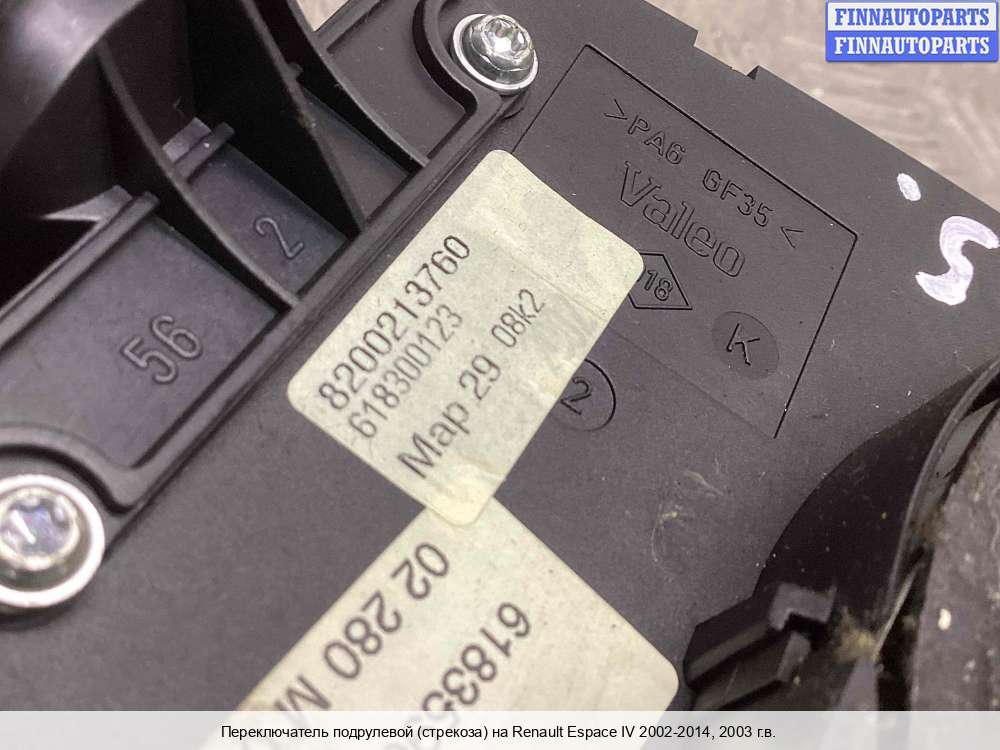 FINNAUTOPARTS
FINNAUTOPARTS
>PA6 GF35<
Valeo
18
K
2
8200213760
618300123
Map 29 08k2
2
56
02 280
Переключатель подрулевой (стрекоза) на Renault Espace IV 2002-2014, 2003 г.в.